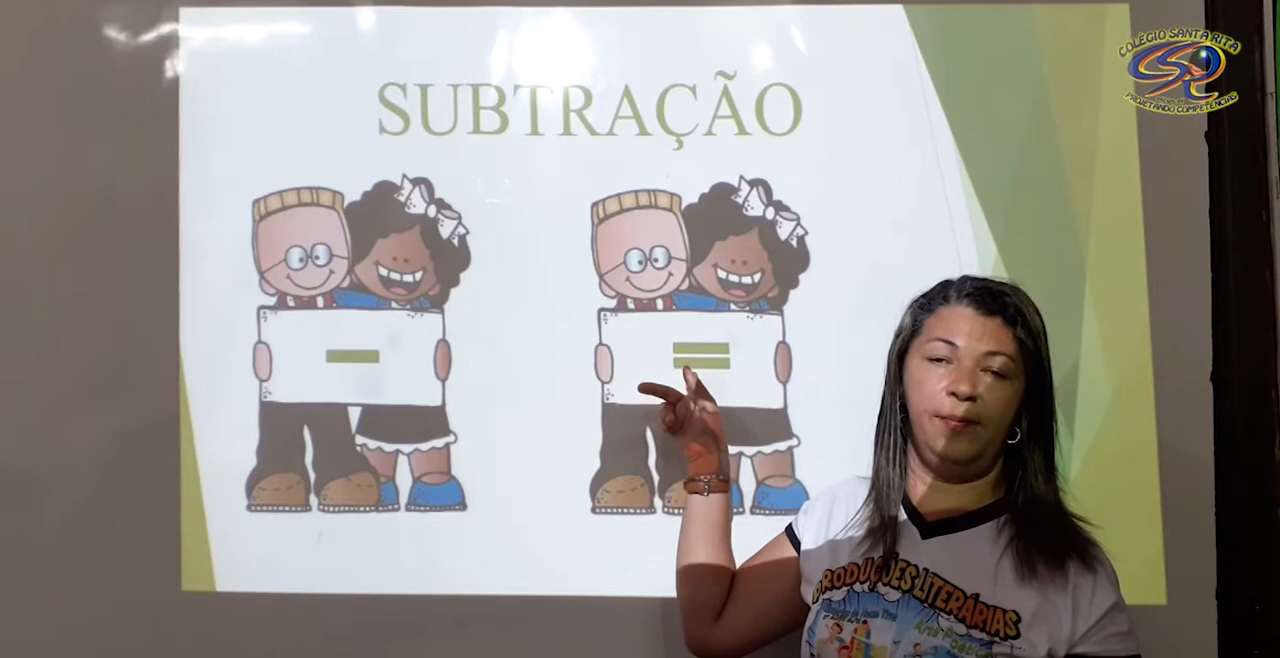 SUBTRAÇÃO
COLÉGIO SANTA RITA
PROJETANDO COMPETÊNCIAS
PRODUÇÕES LITERÁRIAS